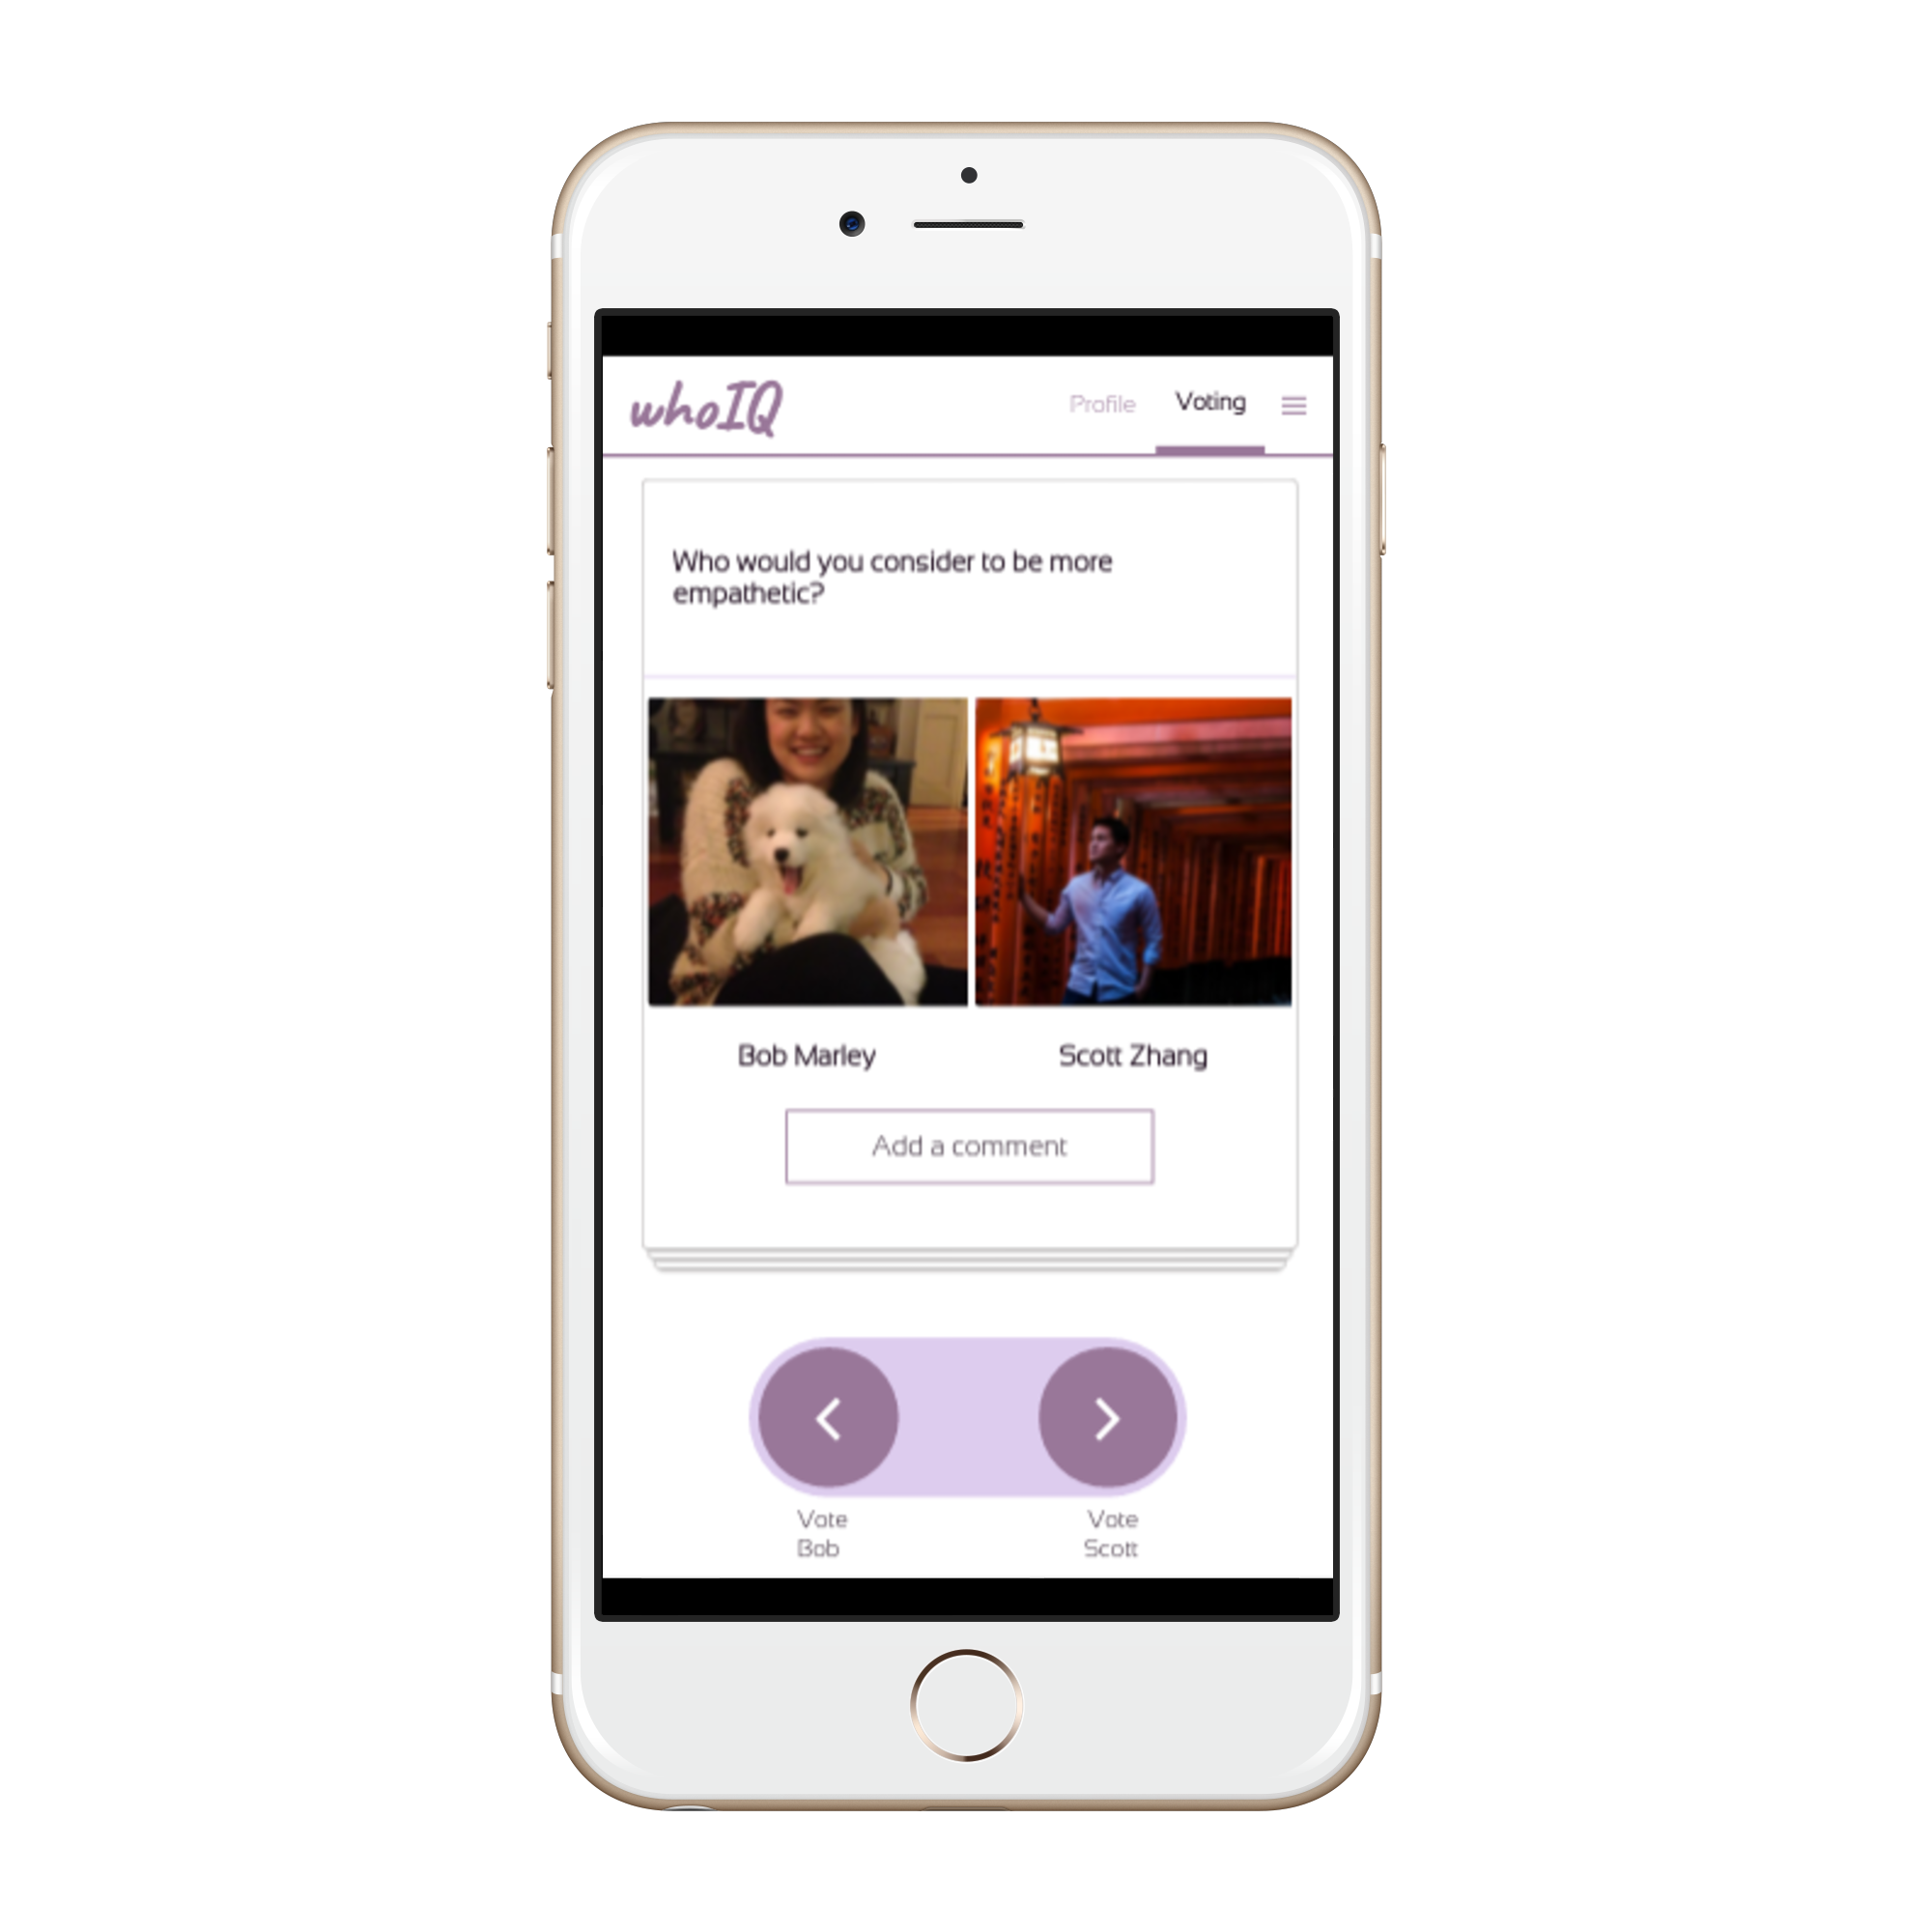 whoIQ
Profile
Voting
Who would you consider to be more
empathetic?
Bob Marley
Scott Zhang
Add a comment
Vote
Bob
Vote
Scott